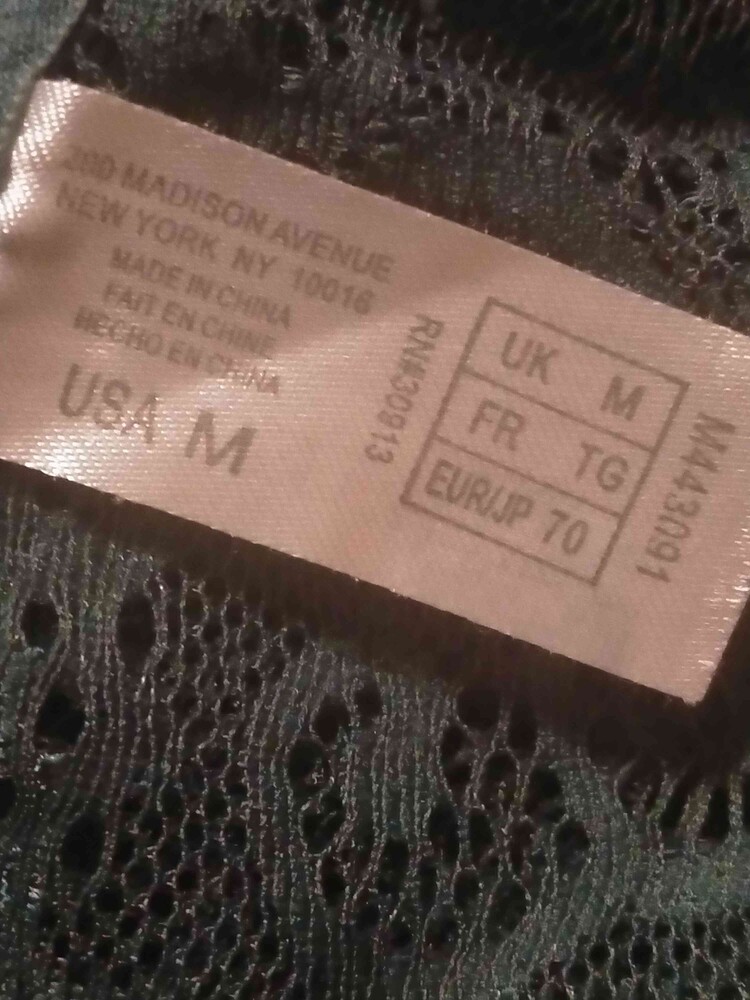 200 MADISON AVENUE
NEW YORK NY 10016
MADE IN CHINA
FAIT EN CHINE
HECHO EN CHINA
USA M
RN#30913
UK M
FR TG
EUR/JP 70
M443091